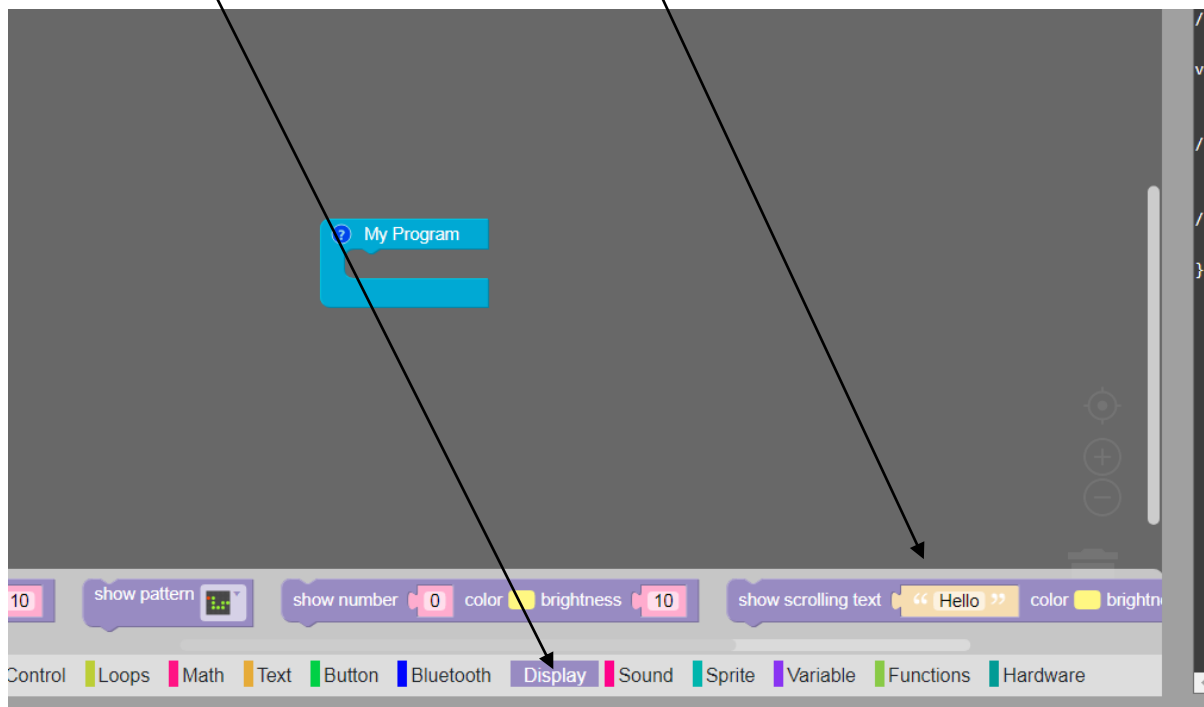 /
v
/
/
}
? My Program
10 show pattern show number 0 color brightness 10 show scrolling text “ Hello ” color brightn
Control Loops Math Text Button Bluetooth Display Sound Sprite Variable Functions Hardware